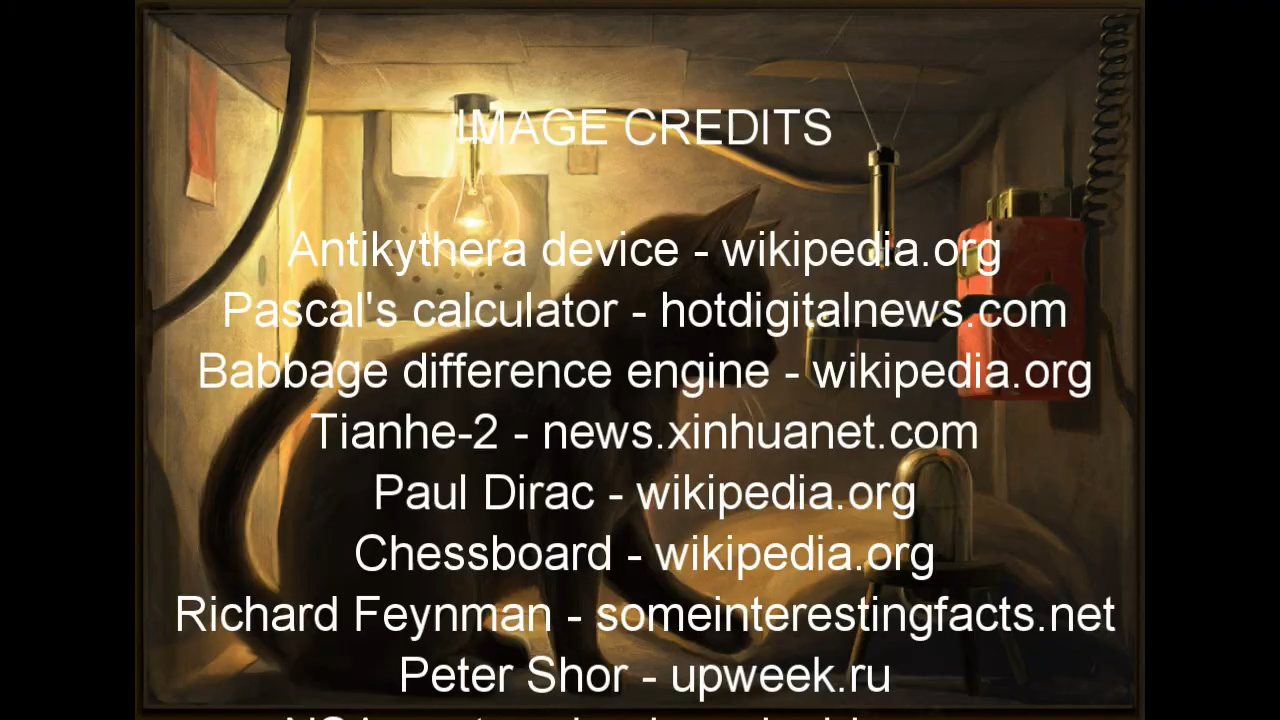 IMAGE CREDITS
Antikythera device - wikipedia.org
Pascal's calculator - hotdigitalnews.com
Babbage difference engine - wikipedia.org
Tianhe-2 - news.xinhuanet.com
Paul Dirac - wikipedia.org
Chessboard - wikipedia.org
Richard Feynman - someinterestingfacts.net
Peter Shor - upweek.ru